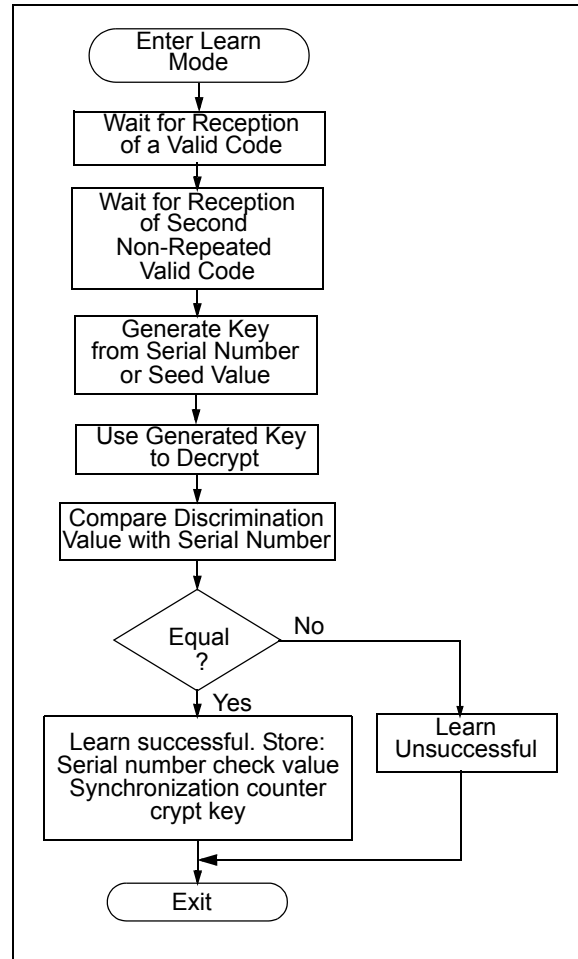 Enter Learn
Mode
Wait for Reception
of a Valid Code
Wait for Reception
of Second
Non-Repeated
Valid Code
Generate Key
from Serial Number
or Seed Value
Use Generated Key
to Decrypt
Compare Discrimination
Value with Serial Number
Equal
?
No
Yes
Learn successful. Store:
Serial number check value
Synchronization counter
crypt key
Learn
Unsuccessful
Exit